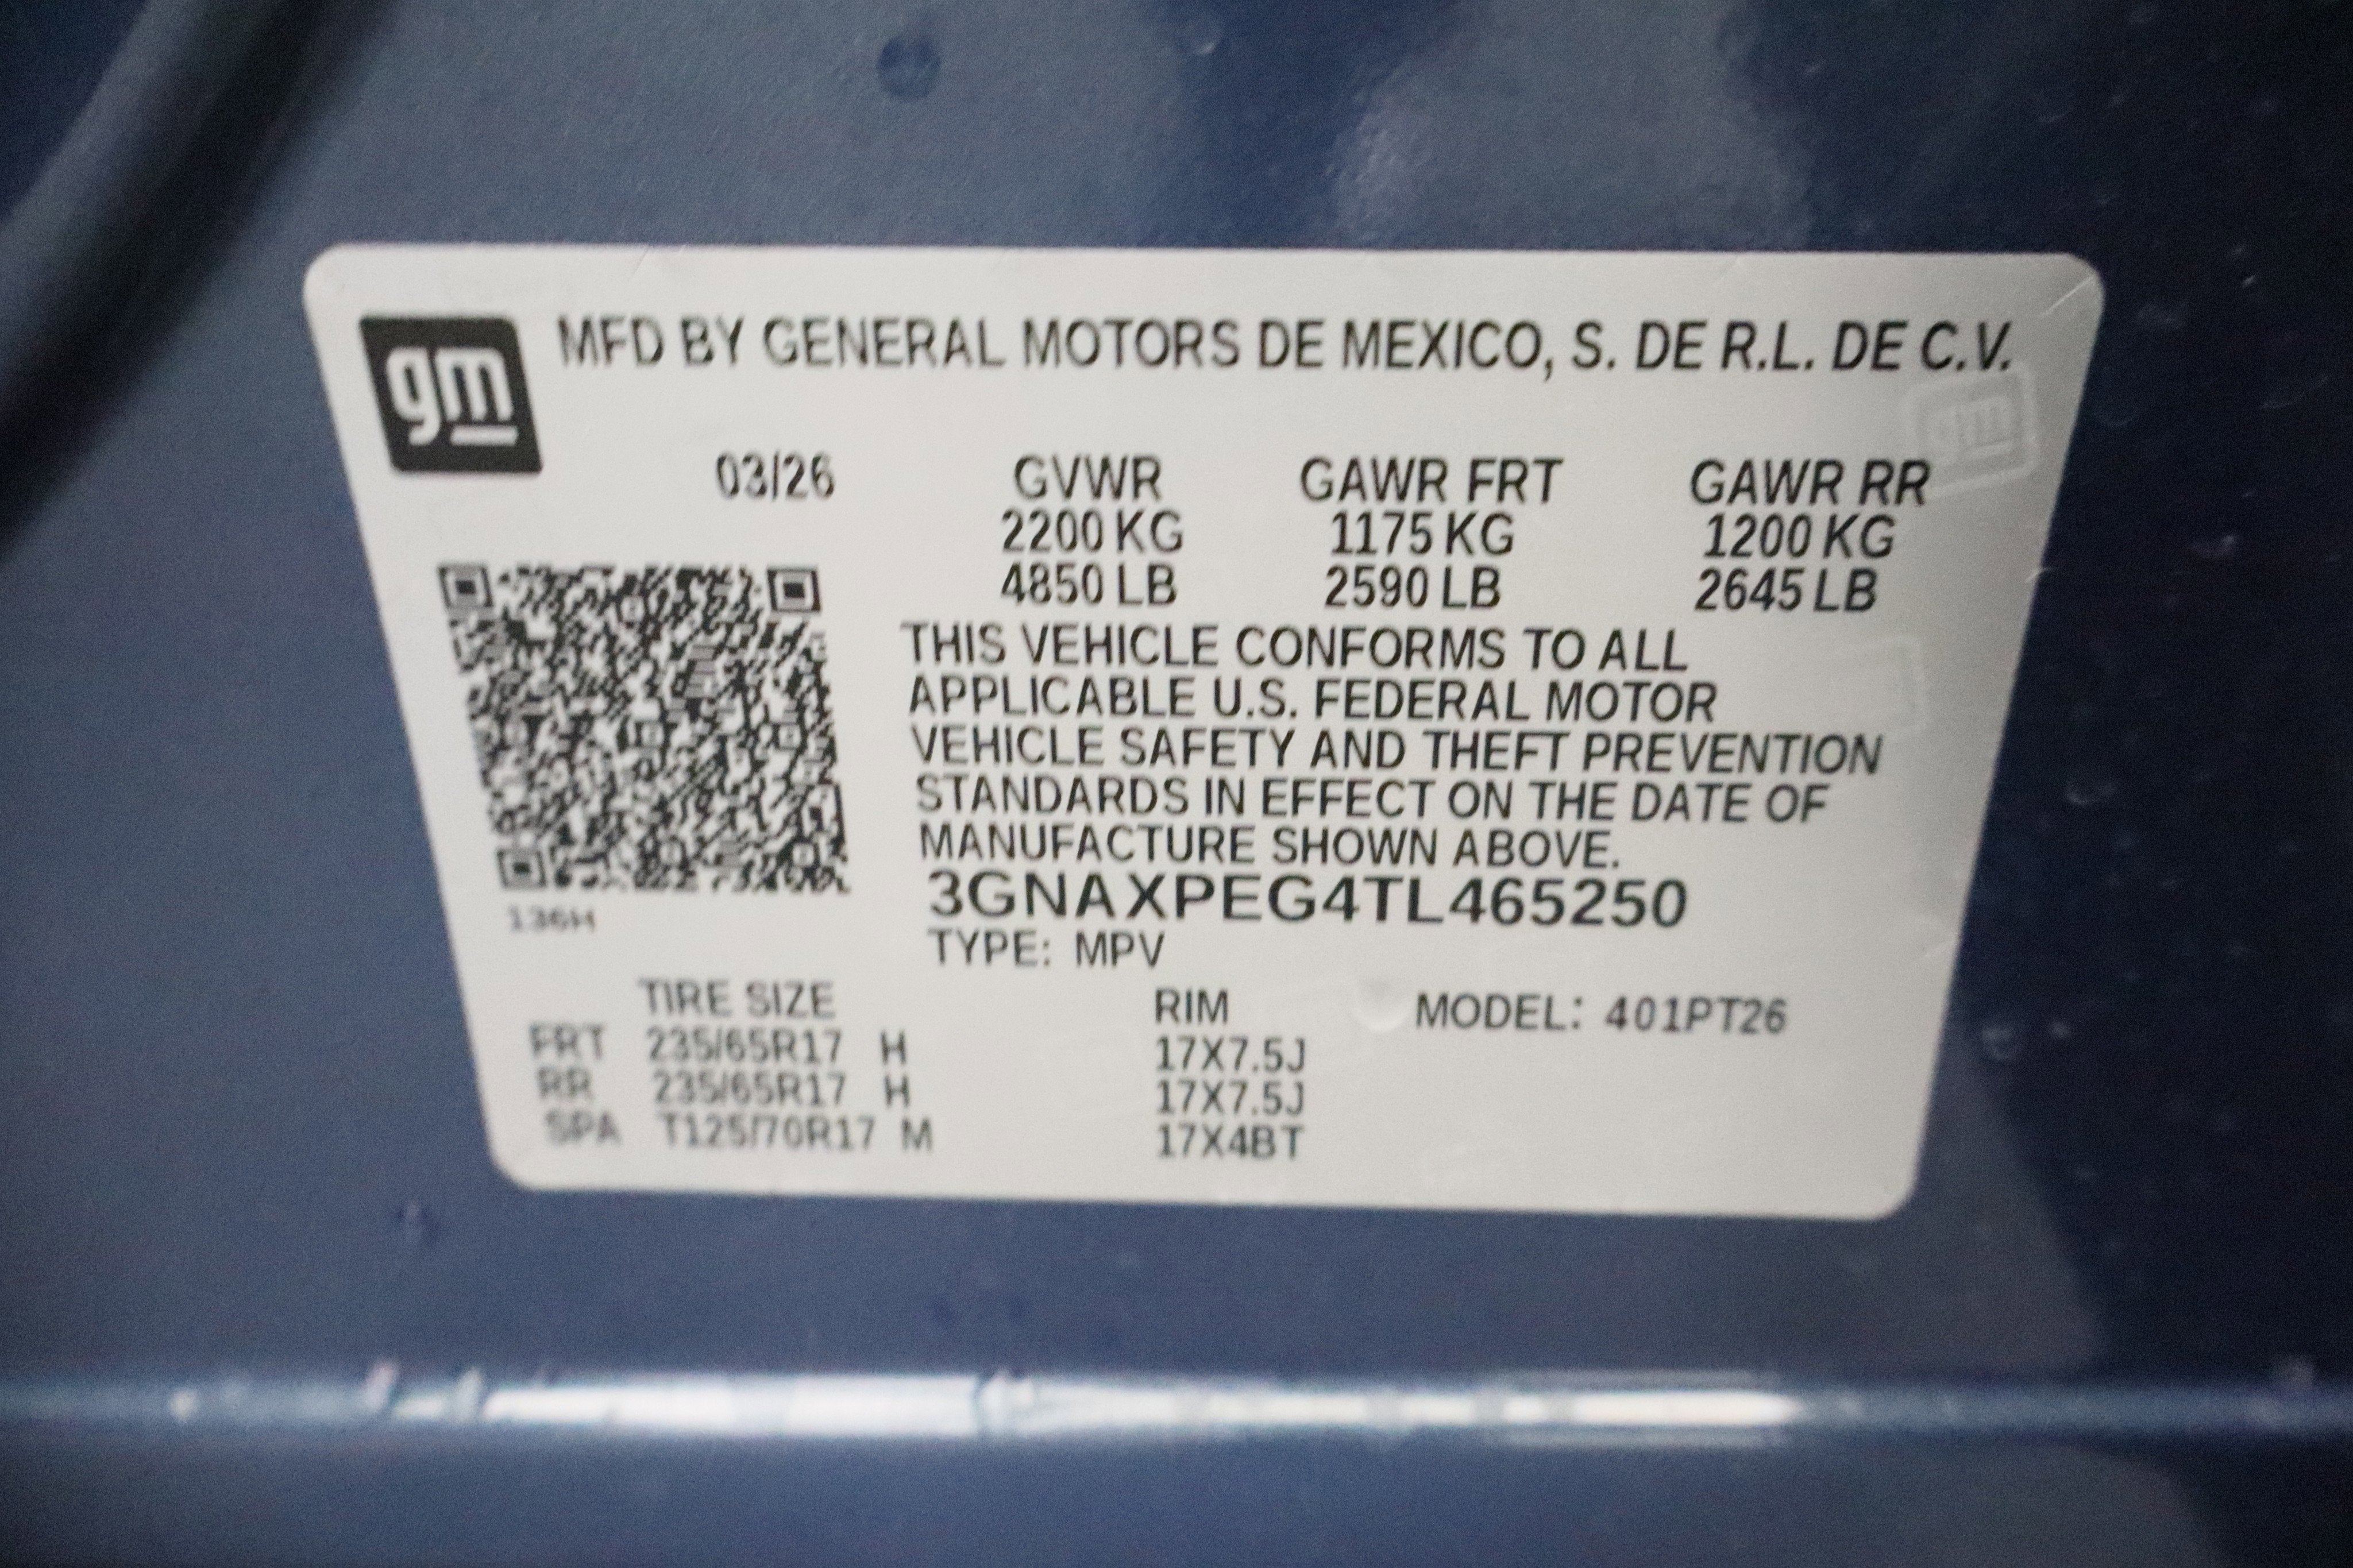 gm
MFD BY GENERAL MOTORS DE MEXICO, S. DE R.L. DE C.V.
03/26 GVWR GAWR FRT GAWR RR
2200 KG 1175 KG 1200 KG
4850 LB 2590 LB 2645 LB
THIS VEHICLE CONFORMS TO ALL
APPLICABLE U.S. FEDERAL MOTOR
VEHICLE SAFETY AND THEFT PREVENTION
STANDARDS IN EFFECT ON THE DATE OF
MANUFACTURE SHOWN ABOVE.
3GNAXPEG4TL465250
136H
TYPE: MPV
TIRE SIZE RIM MODEL: 401PT26
FRT 235/65R17 H 17X7.5J
RR 235/65R17 H 17X7.5J
SPA T125/70R17 M 17X4BT